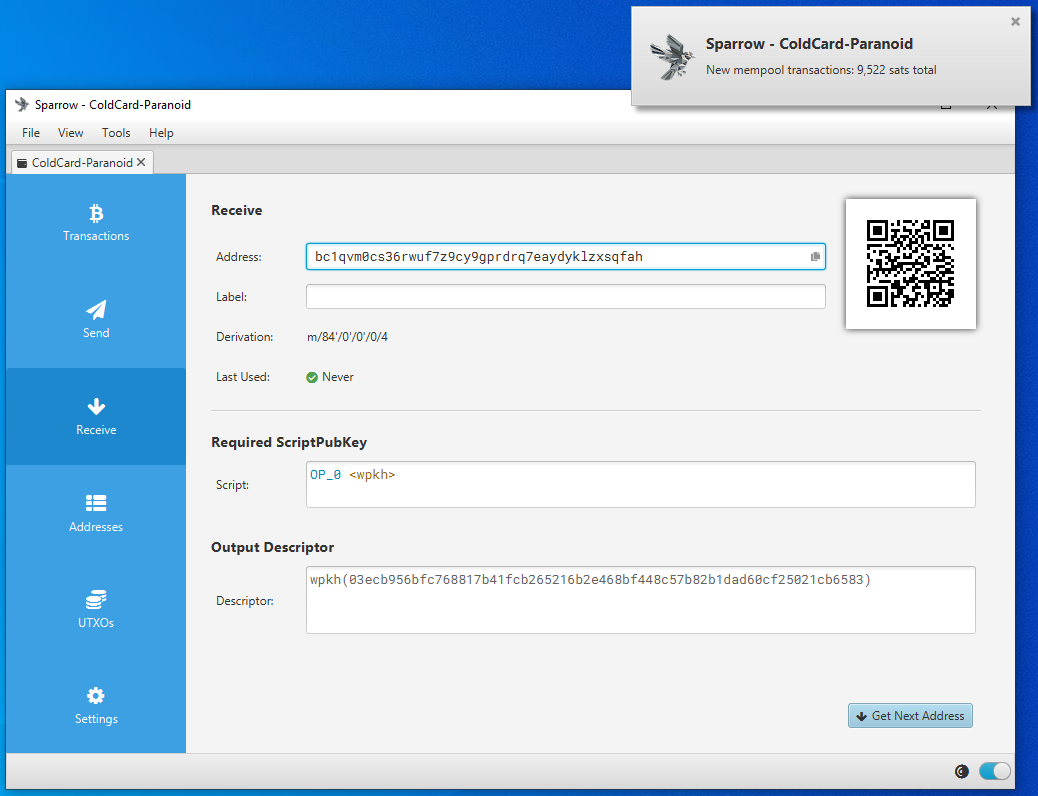 Sparrow - ColdCard-Paranoid
New mempool transactions: 9,522 sats total
Sparrow - ColdCard-Paranoid
File View Tools Help
ColdCard-Paranoid
Transactions
Send
Receive
Addresses
UTXOs
Settings
Receive
Address: bc1qvm0cs36rwuf7z9cy9gprdrq7eaydyklzxsqfah
Label:
Derivation: m/84'/0'/0'/0/4
Last Used: Never
Required ScriptPubKey
Script: OP_0 <wpkh>
Output Descriptor
Descriptor: wpkh(03ecb956bfc768817b41fcb265216b2e468bf448c57b82b1dad60cf25021cb6583)
Get Next Address